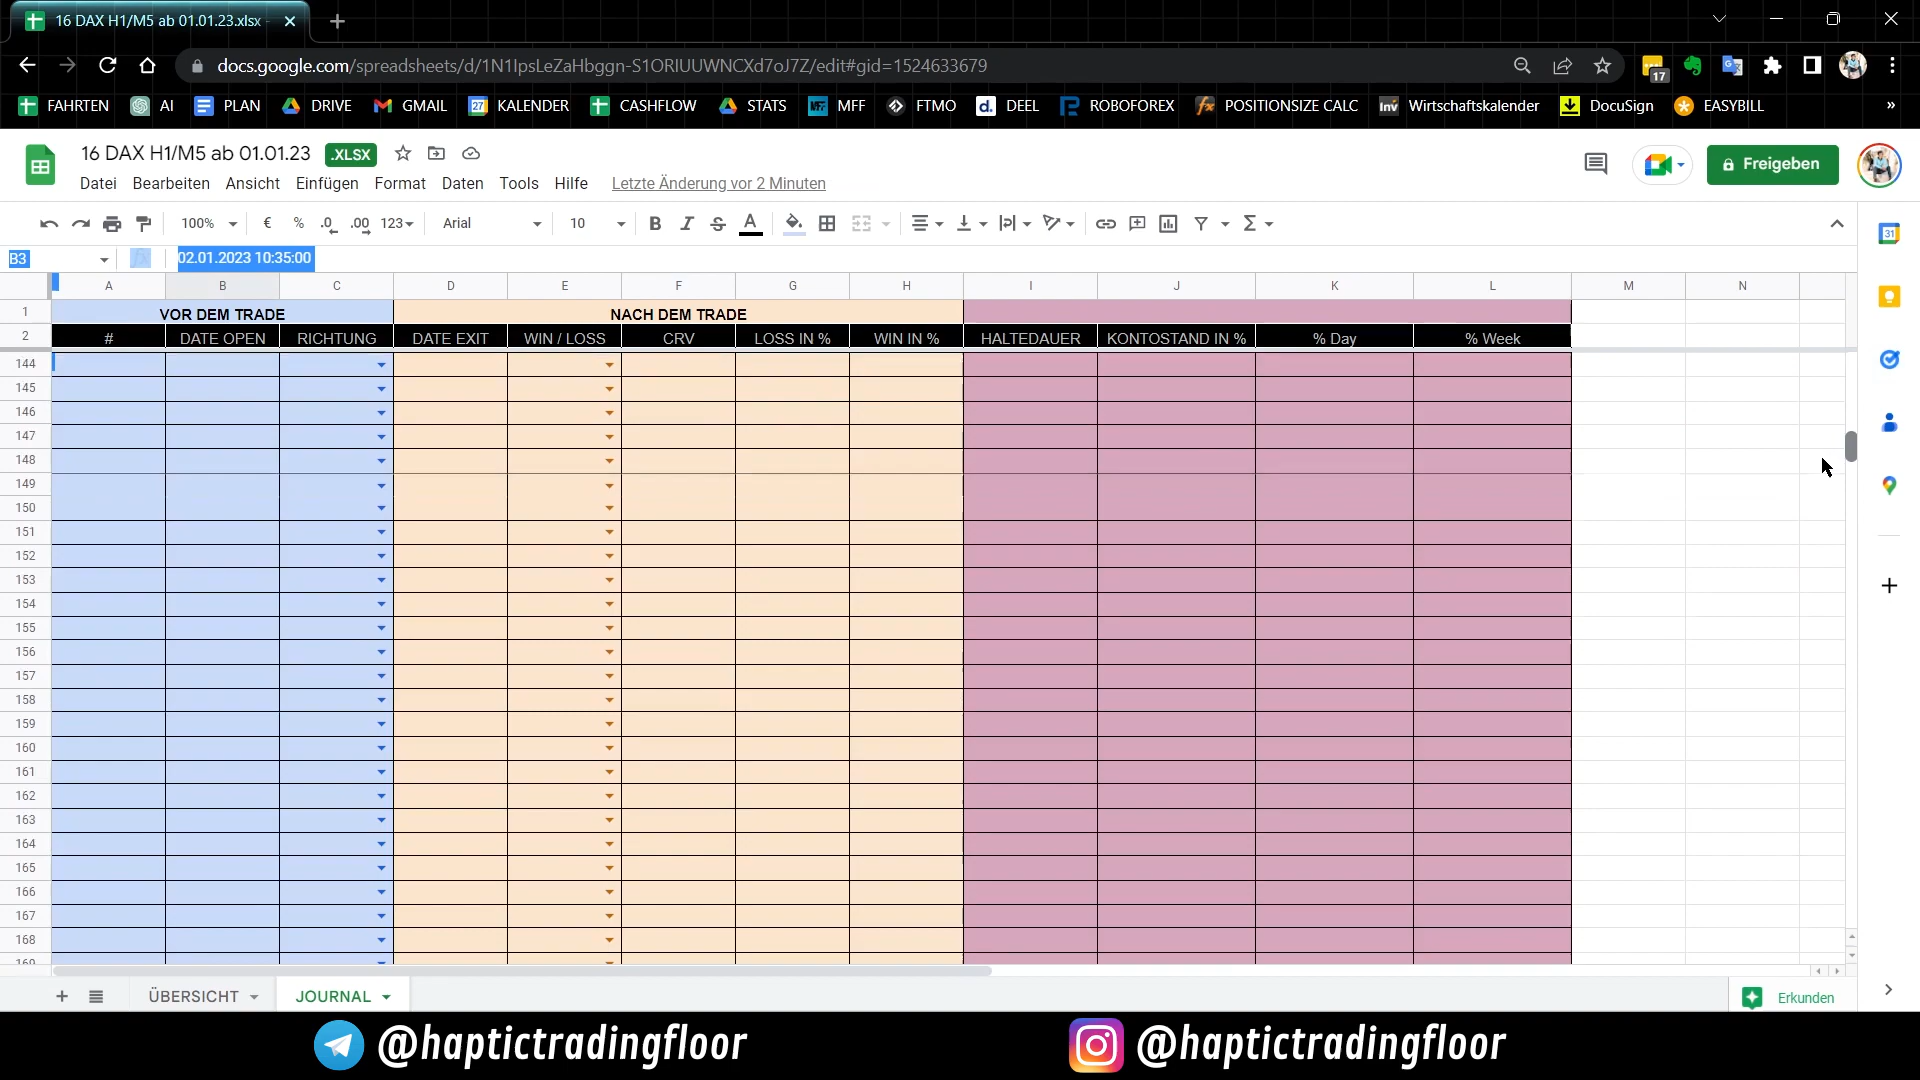 16 DAX H1/M5 ab 01.01.23.xlsx -
docs.google.com/spreadsheets/d/1N1IpsLeZaHbggn-S1ORIUUWNCXd7oJ7Z/edit#gid=1524633679
17
FAHRTEN AI PLAN DRIVE GMAIL 27 KALENDER CASHFLOW STATS MFF FTMO d. DEEL ROBOFOREX fx POSITIONSIZE CALC Inv Wirtschaftskalender DocuSign EASYBILL »
16 DAX H1/M5 ab 01.01.23 .XLSX
Freigeben
Datei Bearbeiten Ansicht Einfügen Format Daten Tools Hilfe Letzte Änderung vor 2 Minuten
100% € % .0 .00 123 Arial 10 B I S A Σ
31
B3 fx 02.01.2023 10:35:00
A B C D E F G H I J K L M N
1 VOR DEM TRADE NACH DEM TRADE
2 # DATE OPEN RICHTUNG DATE EXIT WIN / LOSS CRV LOSS IN % WIN IN % HALTEDAUER KONTOSTAND IN % % Day % Week
144
145
146
147
148
149
150
151
152
153
154
155
156
157
158
159
160
161
162
163
164
165
166
167
168
169
ÜBERSICHT JOURNAL Erkunden
@haptictradingfloor @haptictradingfloor